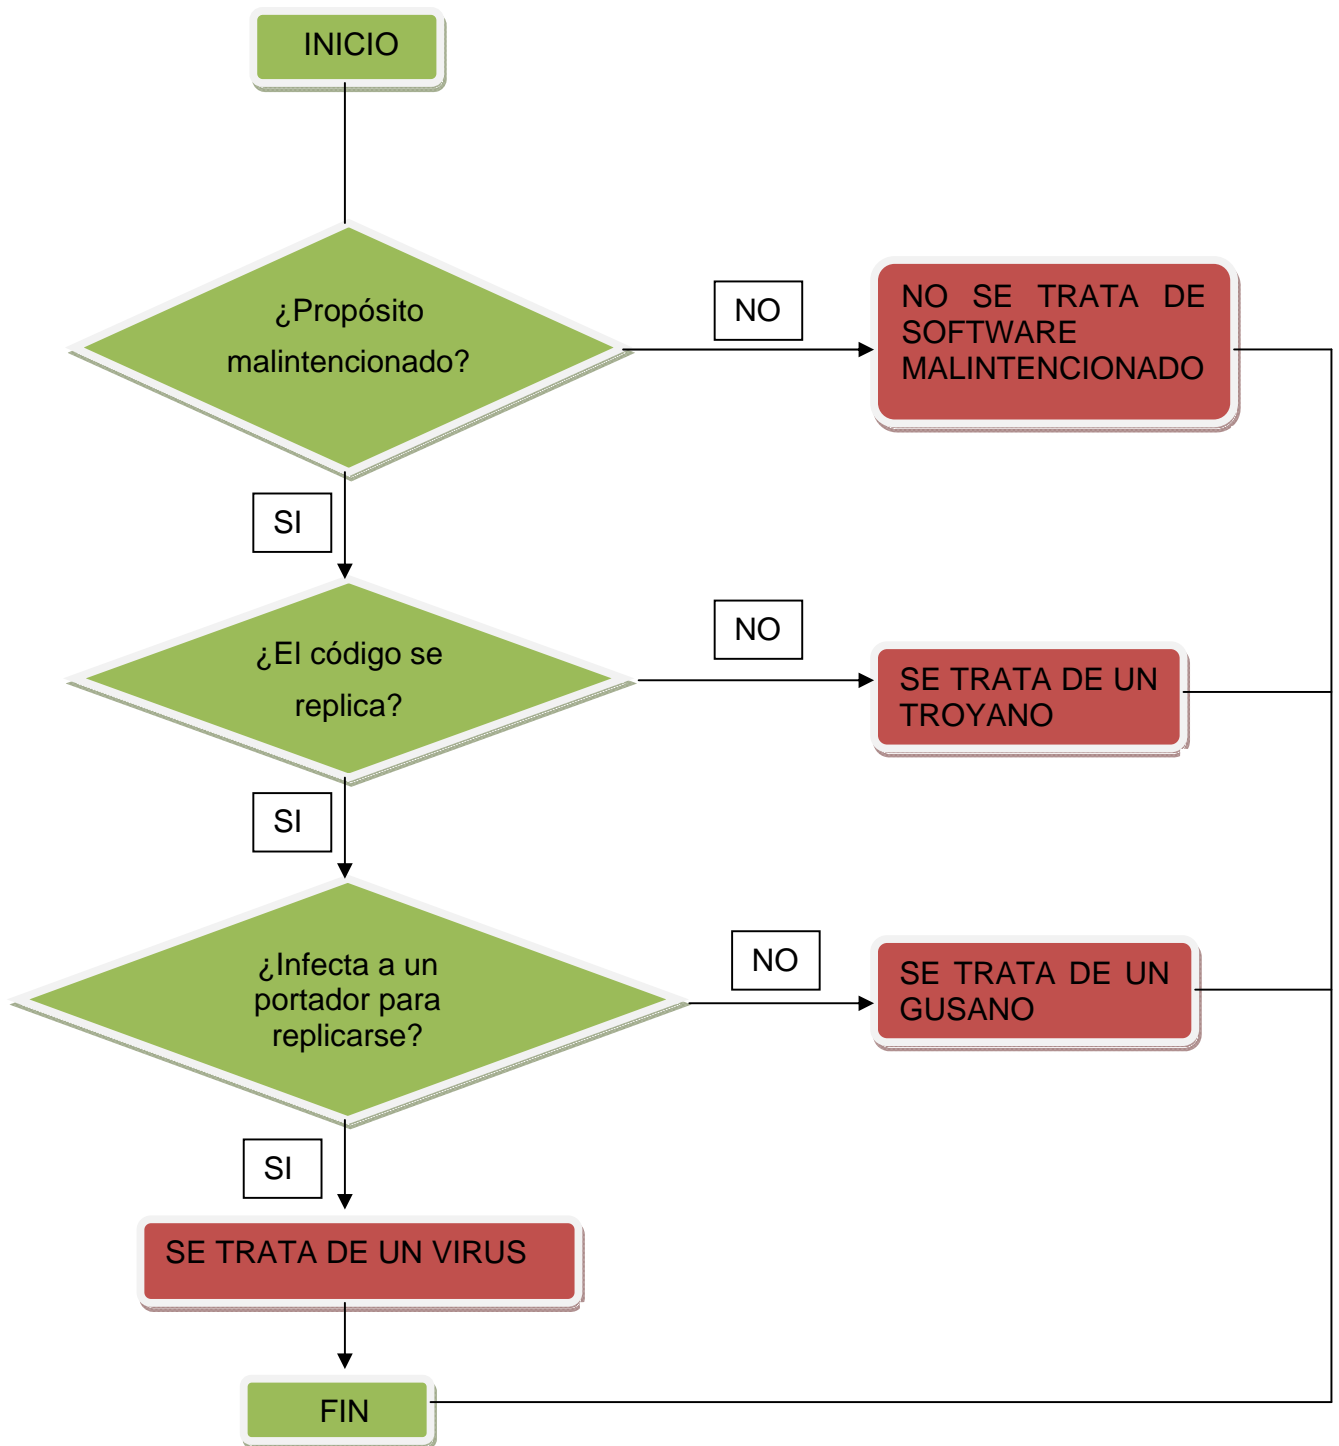 INICIO
¿Propósito
malintencionado?
NO
NO SE TRATA DE
SOFTWARE
MALINTENCIONADO
SI
¿El código se
replica?
NO
SE TRATA DE UN
TROYANO
SI
¿Infecta a un
portador para
replicarse?
NO
SE TRATA DE UN
GUSANO
SI
SE TRATA DE UN VIRUS
FIN